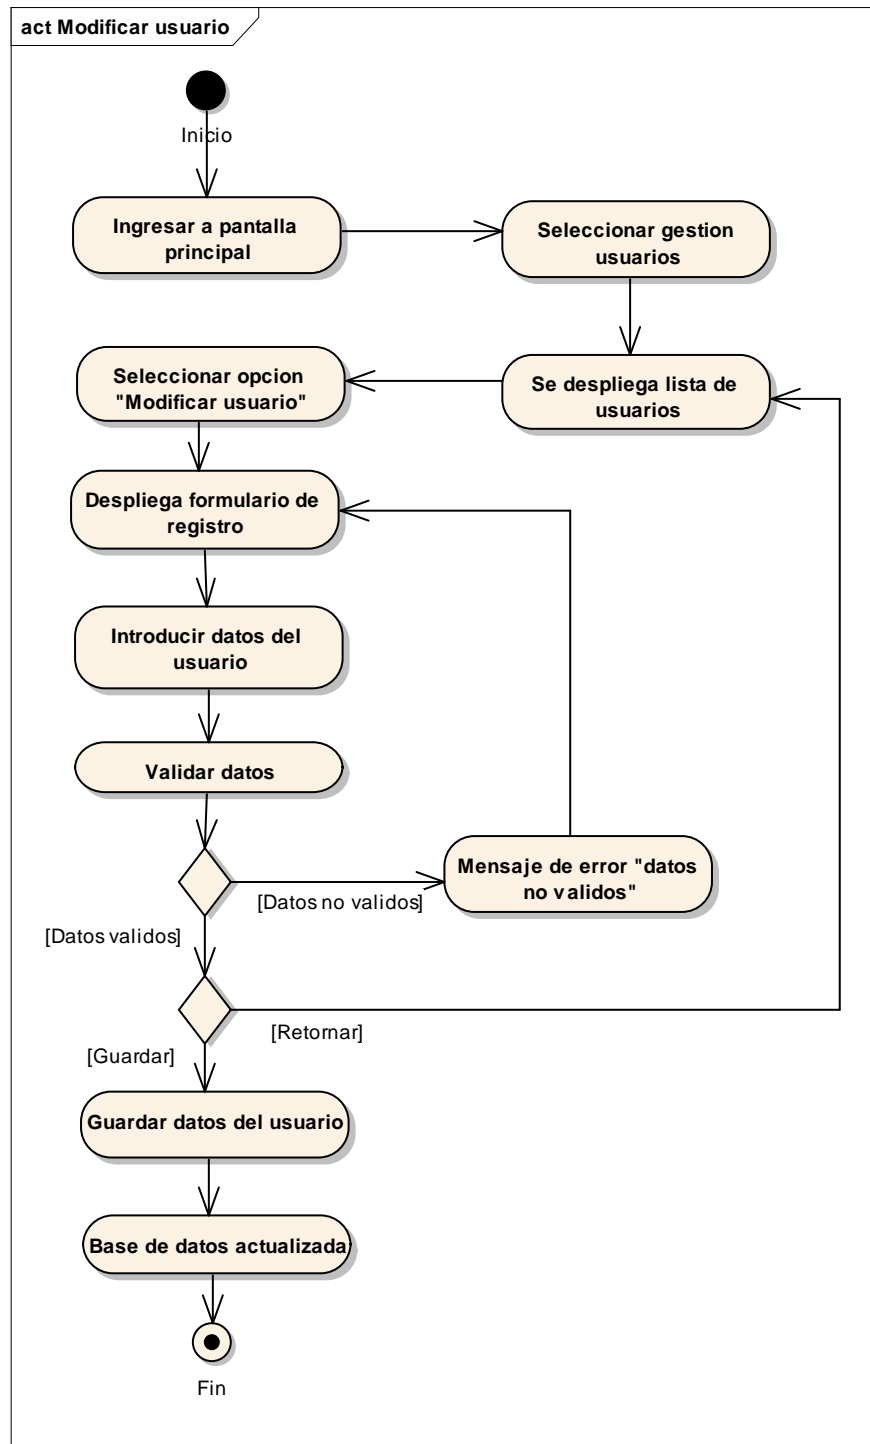 act Modificar usuario
Inicio
Ingresar a pantalla
principal
Seleccionar gestion
usuarios
Seleccionar opcion
"Modificar usuario"
Se despliega lista de
usuarios
Despliega formulario de
registro
Introducir datos del
usuario
Validar datos
Mensaje de error "datos
no validos"
[Datos no validos]
[Datos validos]
[Retornar]
[Guardar]
Guardar datos del usuario
Base de datos actualizada
Fin